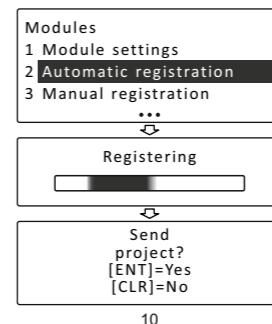 Modules
1 Module settings
2 Automatic registration
3 Manual registration
•••
Registering
Send
project?
[ENT]=Yes
[CLR]=No
10